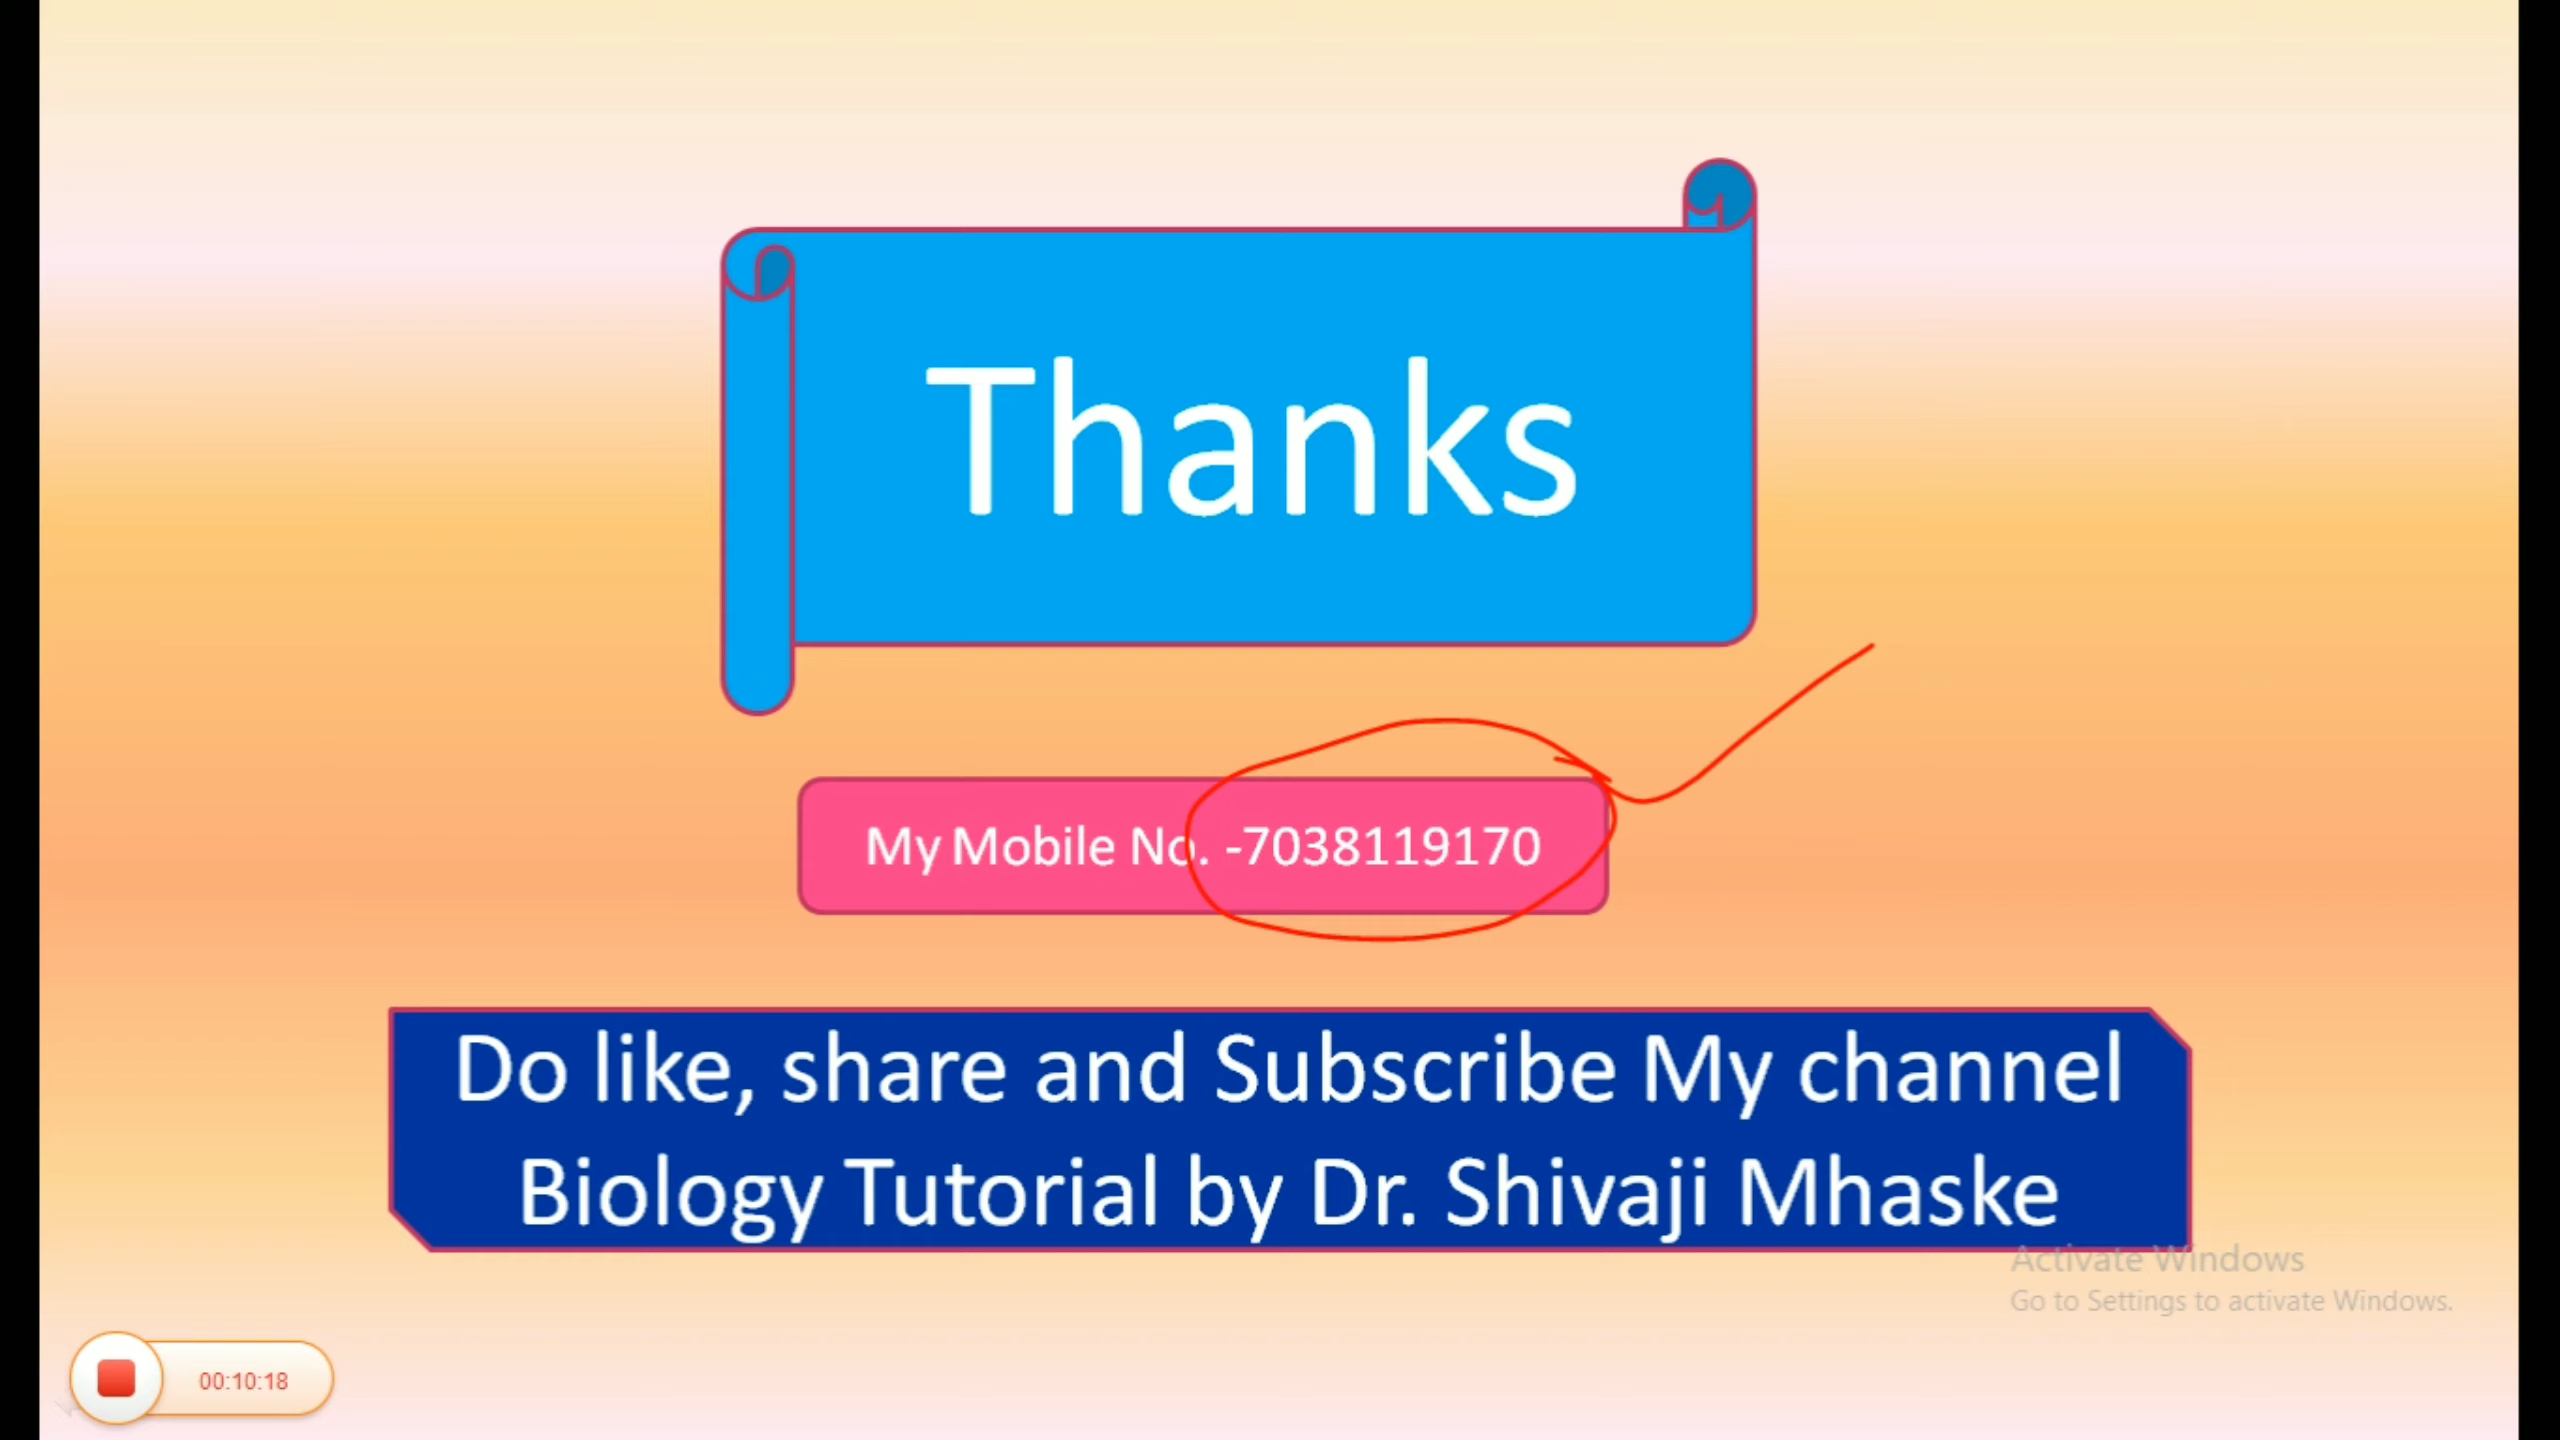 Thanks
My Mobile No. -7038119170
Do like, share and Subscribe My channel
Biology Tutorial by Dr. Shivaji Mhaske
Activate Windows
Go to Settings to activate Windows.
00:10:18